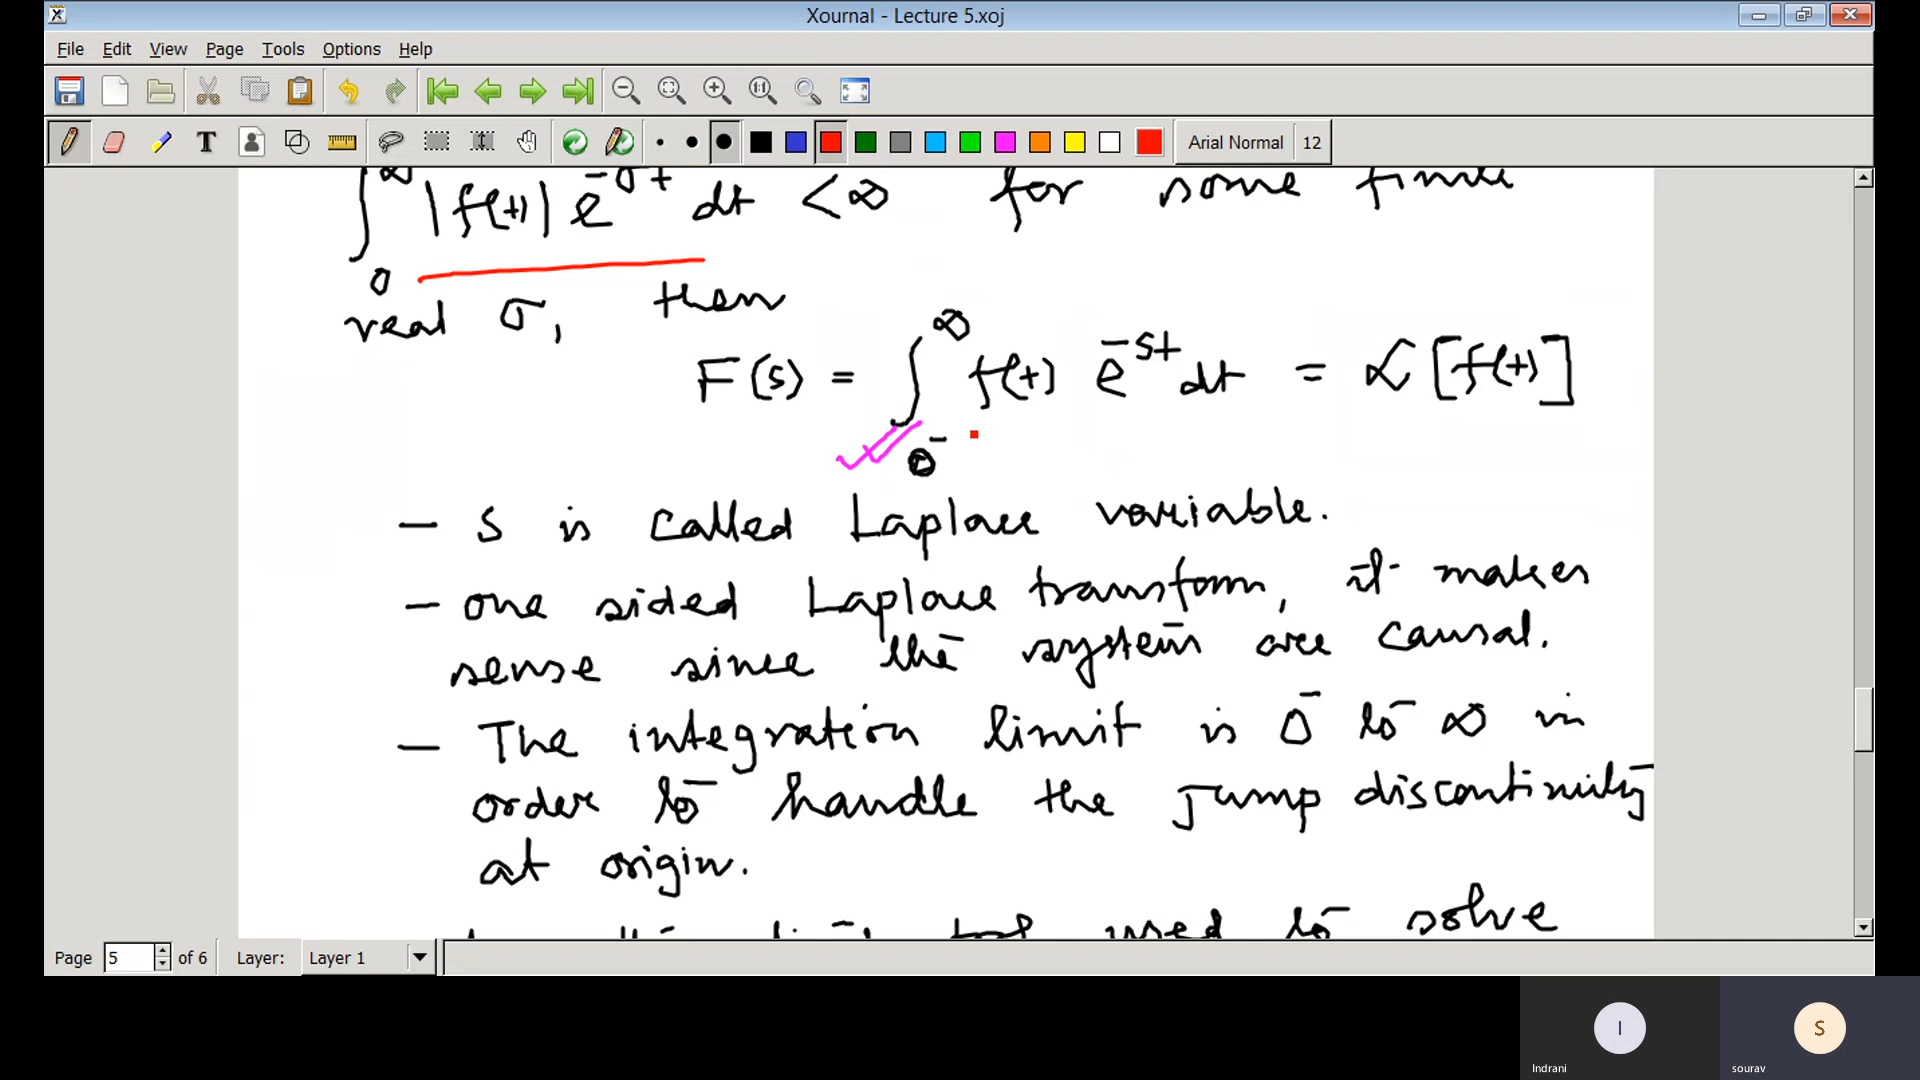 Xournal - Lecture 5.xoj
File Edit View Page Tools Options Help
Arial Normal 12
∫₀^∞ |f(t)| e^{-σt} dt < ∞ for some finite
real σ, then
F(s) = ∫_{0⁻}^∞ f(t) e^{-st} dt = ℒ[f(t)]
— S is called Laplace variable.
— one sided Laplace transform, it makes
sense since the system are causal.
— The integration limit is 0⁻ to ∞ in
order to handle the jump discontinuity
at origin.
used to solve
Page 5 of 6 Layer: Layer 1
I S
Indrani sourav